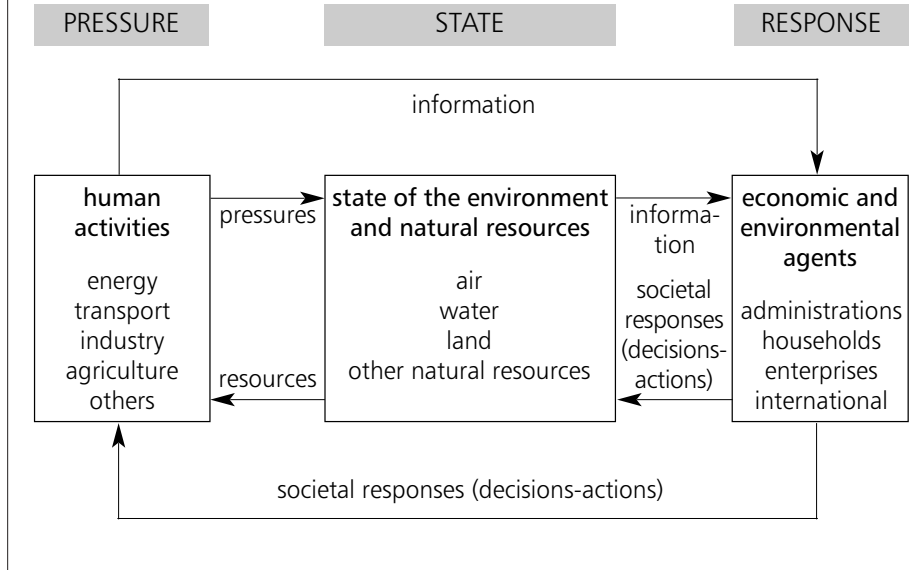 PRESSURE
STATE
RESPONSE
information
human
activities
energy
transport
industry
agriculture
others
pressures
resources
state of the environment
and natural resources
air
water
land
other natural resources
informa-
tion
societal
responses
(decisions-
actions)
economic and
environmental
agents
administrations
households
enterprises
international
societal responses (decisions-actions)